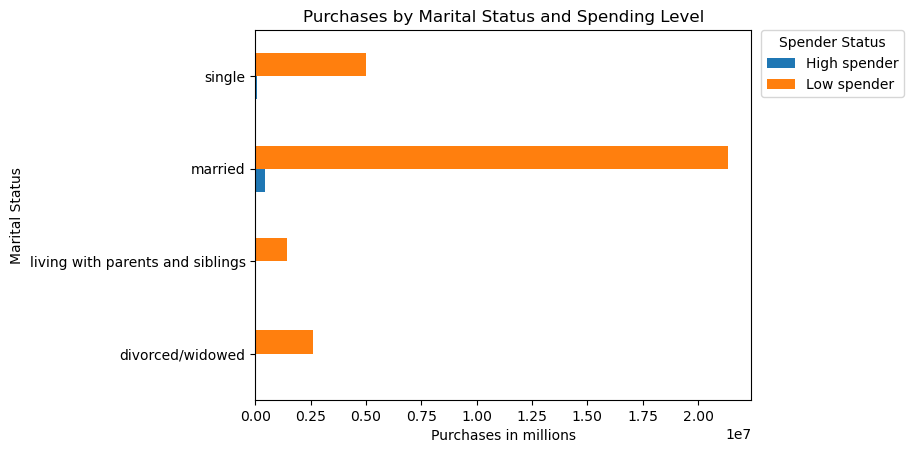 Purchases by Marital Status and Spending Level
Spender Status
High spender
Low spender
Marital Status
single
married
living with parents and siblings
divorced/widowed
0.00 0.25 0.50 0.75 1.00 1.25 1.50 1.75 2.00
1e7
Purchases in millions